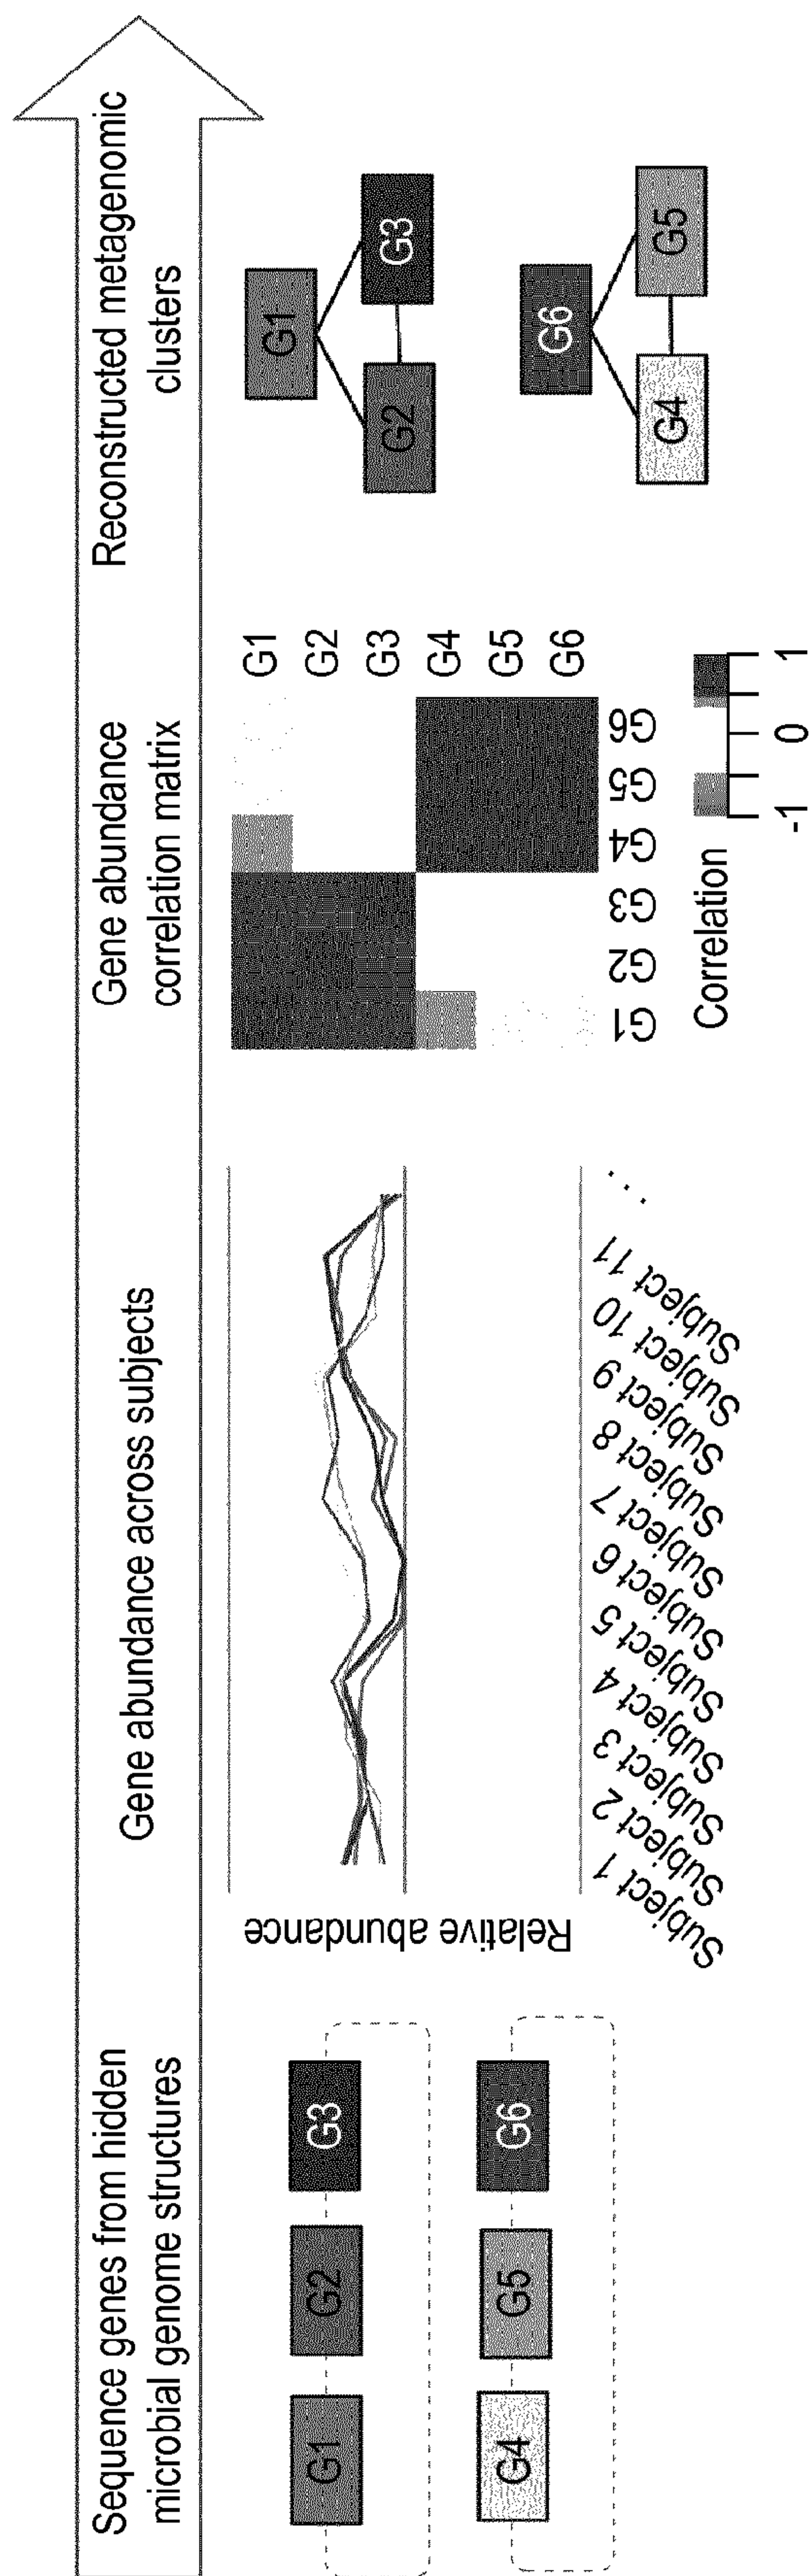 Sequence genes from hidden
microbial genome structures
G1
G2
G3
G4
G5
G6
Gene abundance across subjects
Relative abundance
Subject 1
Subject 2
Subject 3
Subject 4
Subject 5
Subject 6
Subject 7
Subject 8
Subject 9
Subject 10
Subject 11
...
Gene abundance
correlation matrix
G1
G2
G3
G4
G5
G6
G1
G2
G3
G4
G5
G6
Correlation
-1
0
1
Reconstructed metagenomic
clusters
G1
G2
G3
G6
G4
G5